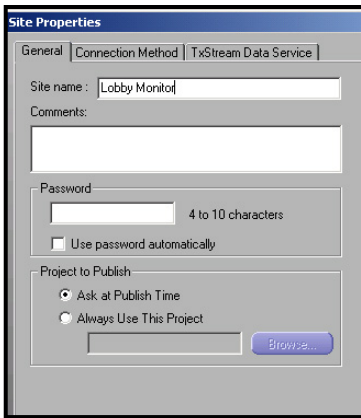 Site Properties
General Connection Method TxStream Data Service
Site name : Lobby Monitor
Comments:
Password
4 to 10 characters
Use password automatically
Project to Publish
Ask at Publish Time
Always Use This Project
Browse...